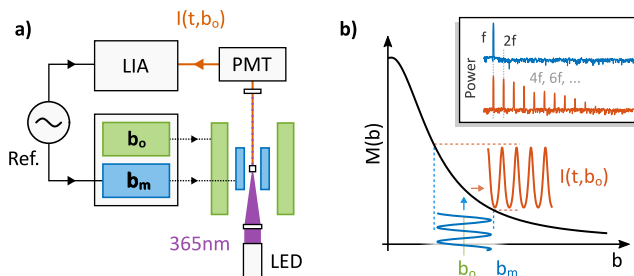 a)
I(t,bo)
LIA
PMT
Ref.
bo
bm
365nm
LED
b)
M(b)
Power
f
2f
4f, 6f, ...
I(t,bo)
bo
bm
b